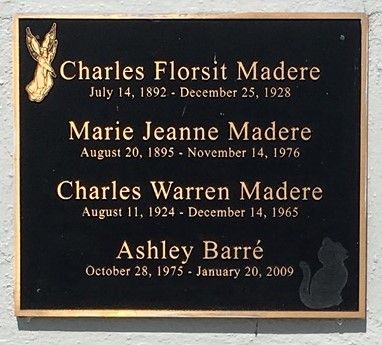 Charles Florsit Madere
July 14, 1892 - December 25, 1928
Marie Jeanne Madere
August 20, 1895 - November 14, 1976
Charles Warren Madere
August 11, 1924 - December 14, 1965
Ashley Barré
October 28, 1975 - January 20, 2009